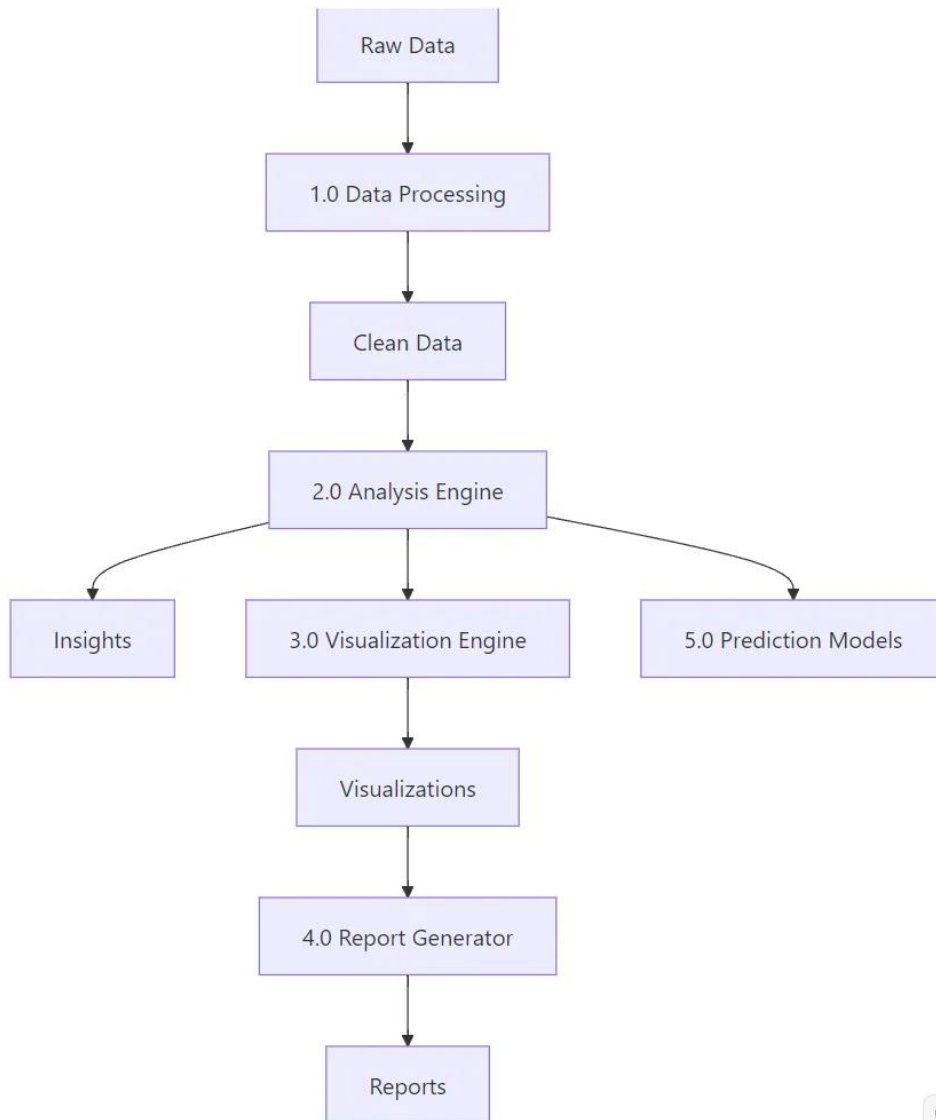 Raw Data
1.0 Data Processing
Clean Data
2.0 Analysis Engine
Insights
3.0 Visualization Engine
5.0 Prediction Models
Visualizations
4.0 Report Generator
Reports